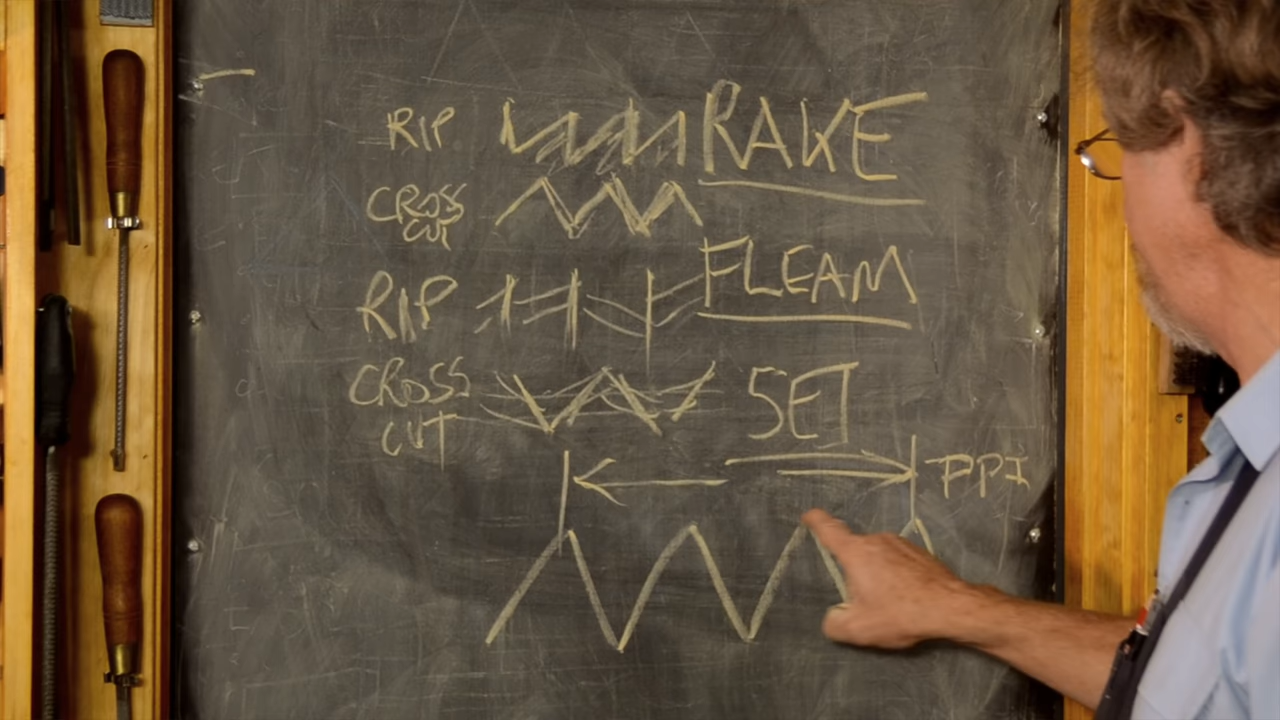 RIP RAKE
CROSS
CUT
RIP FLEAM
CROSS SET
CUT
PPI